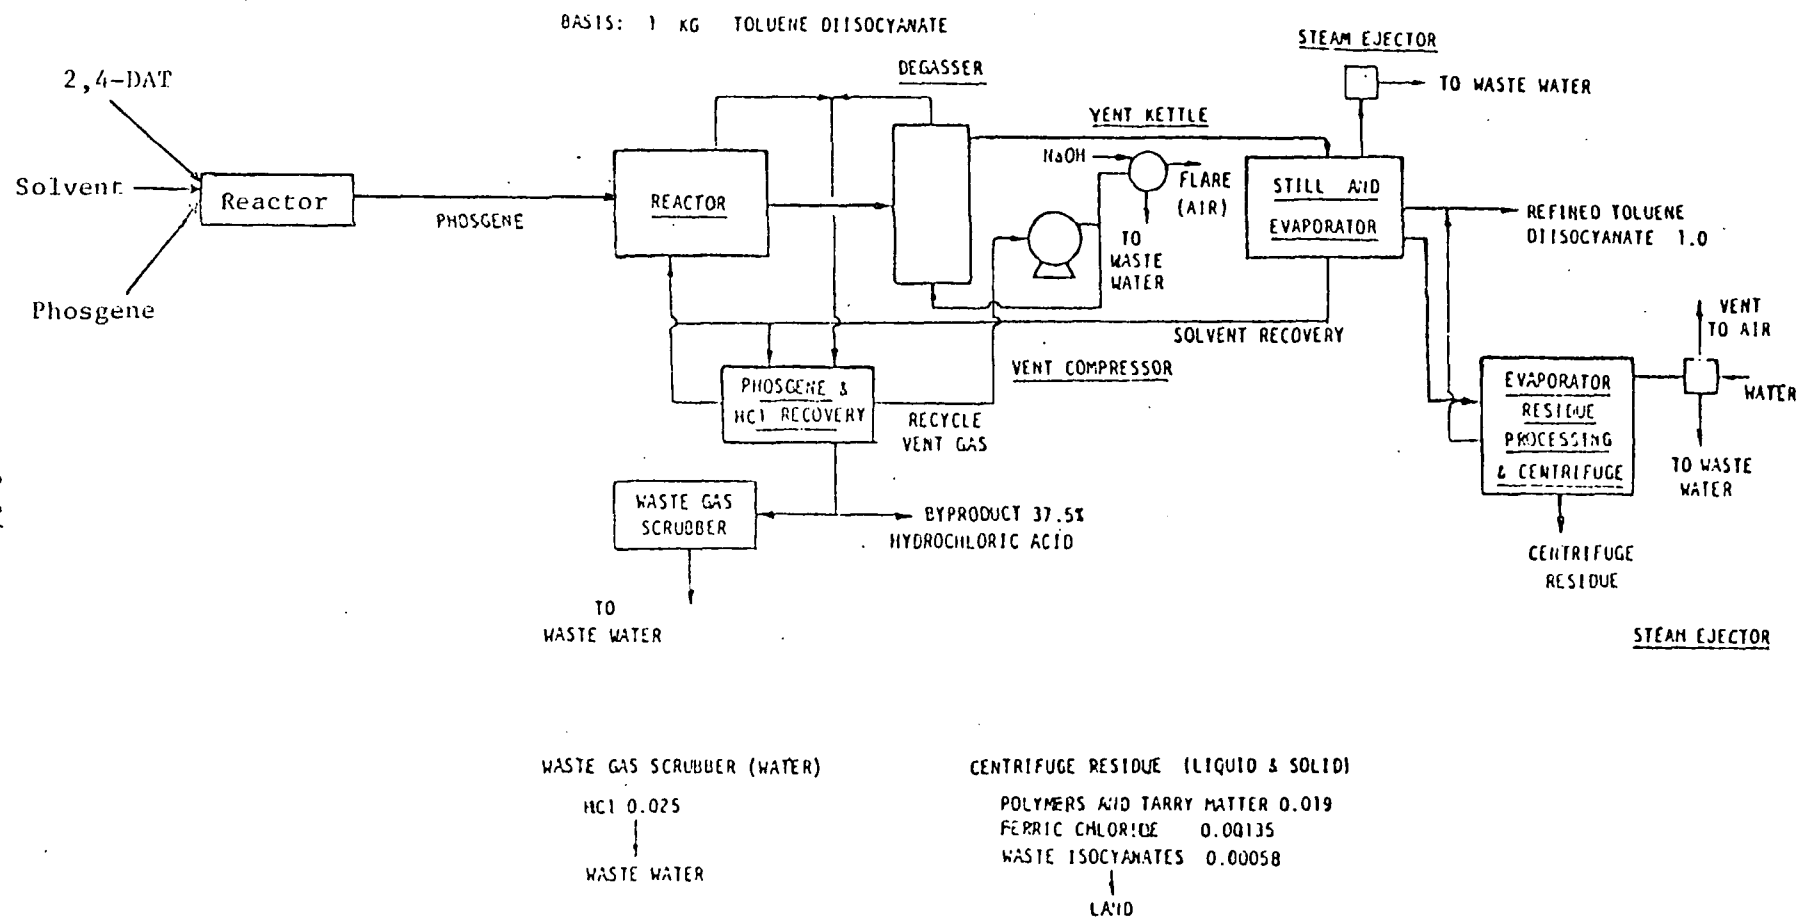 BASIS: 1 KG TOLUENE DIISOCYANATE
2,4-DAT
Solvent
Phosgene
Reactor
PHOSGENE
REACTOR
DEGASSER
VENT KETTLE
NaOH
FLARE
(AIR)
TO
WASTE
WATER
STEAM EJECTOR
TO WASTE WATER
STILL AND
EVAPORATOR
REFINED TOLUENE
DIISOCYANATE 1.0
SOLVENT RECOVERY
VENT COMPRESSOR
PHOSGENE &
HCl RECOVERY
RECYCLE
VENT GAS
WASTE GAS
SCRUBBER
BYPRODUCT 37.5%
HYDROCHLORIC ACID
TO
WASTE WATER
EVAPORATOR
RESIDUE
PROCESSING
& CENTRIFUGE
VENT
TO AIR
WATER
TO WASTE
WATER
CENTRIFUGE
RESIDUE
STEAM EJECTOR
WASTE GAS SCRUBBER (WATER)
HCl 0.025
WASTE WATER
CENTRIFUGE RESIDUE (LIQUID & SOLID)
POLYMERS AND TARRY MATTER 0.019
FERRIC CHLORIDE 0.00135
WASTE ISOCYANATES 0.00058
LAND